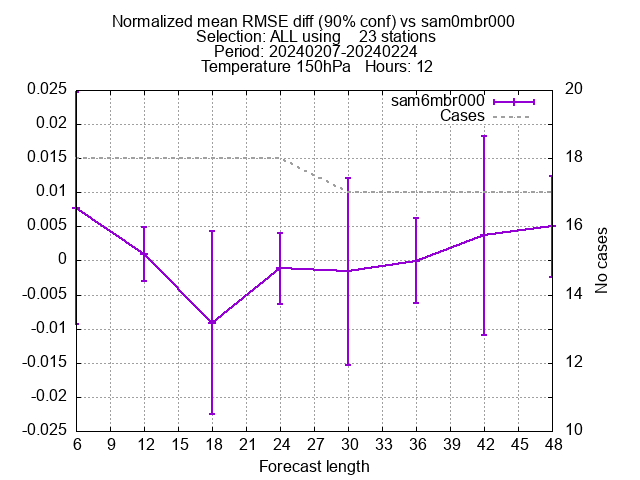 Normalized mean RMSE diff (90% conf) vs sam0mbr000
Selection: ALL using    23 stations
Period: 20240207-20240224
Temperature 150hPa   Hours: 12
sam6mbr000
Cases
0.025
0.02
0.015
0.01
0.005
0
-0.005
-0.01
-0.015
-0.02
-0.025
20
18
16
14
12
10
No cases
6 9 12 15 18 21 24 27 30 33 36 39 42 45 48
Forecast length